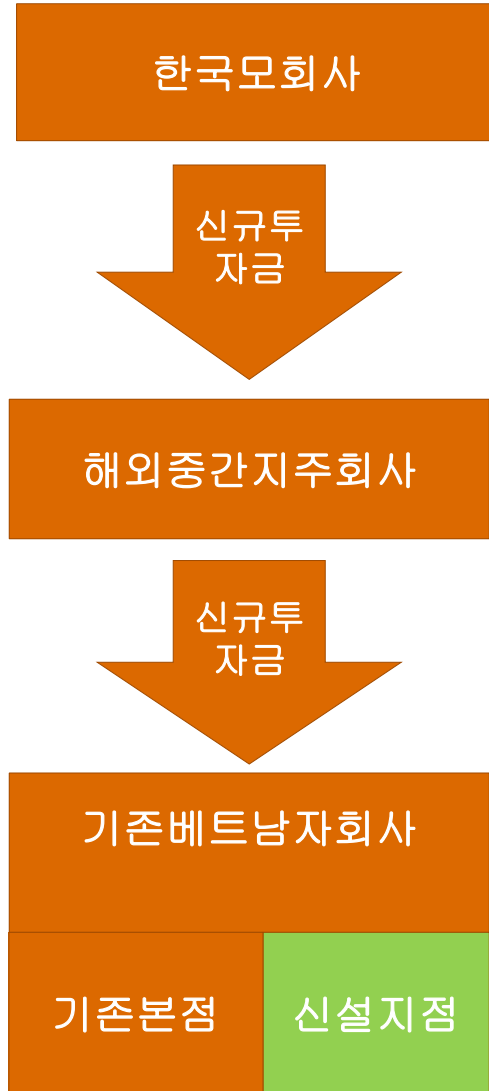 한국모회사
신규투
자금
해외중간지주회사
신규투
자금
기존베트남자회사
기존본점
신설지점